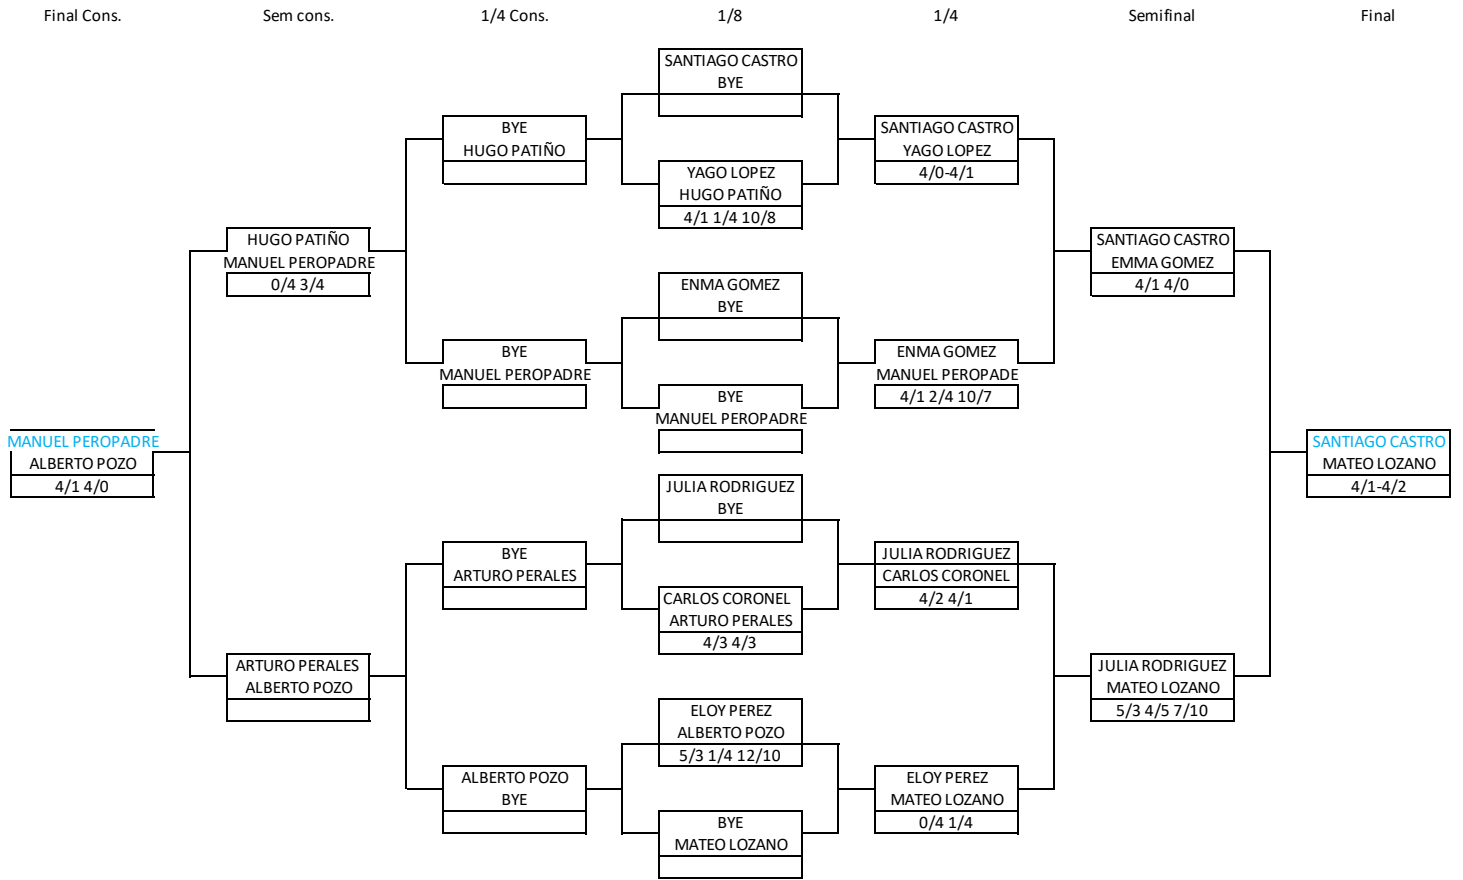 Final Cons.
Sem cons.
1/4 Cons.
1/8
1/4
Semifinal
Final
MANUEL PEROPADRE
ALBERTO POZO
4/1 4/0
HUGO PATIÑO
MANUEL PEROPADRE
0/4 3/4
ARTURO PERALES
ALBERTO POZO
BYE
HUGO PATIÑO
BYE
MANUEL PEROPADRE
BYE
ARTURO PERALES
ALBERTO POZO
BYE
SANTIAGO CASTRO
BYE
YAGO LOPEZ
HUGO PATIÑO
4/1 1/4 10/8
ENMA GOMEZ
BYE
BYE
MANUEL PEROPADRE
JULIA RODRIGUEZ
BYE
CARLOS CORONEL
ARTURO PERALES
4/3 4/3
ELOY PEREZ
ALBERTO POZO
5/3 1/4 12/10
BYE
MATEO LOZANO
SANTIAGO CASTRO
YAGO LOPEZ
4/0-4/1
ENMA GOMEZ
MANUEL PEROPADE
4/1 2/4 10/7
JULIA RODRIGUEZ
CARLOS CORONEL
4/2 4/1
ELOY PEREZ
MATEO LOZANO
0/4 1/4
SANTIAGO CASTRO
EMMA GOMEZ
4/1 4/0
JULIA RODRIGUEZ
MATEO LOZANO
5/3 4/5 7/10
SANTIAGO CASTRO
MATEO LOZANO
4/1-4/2